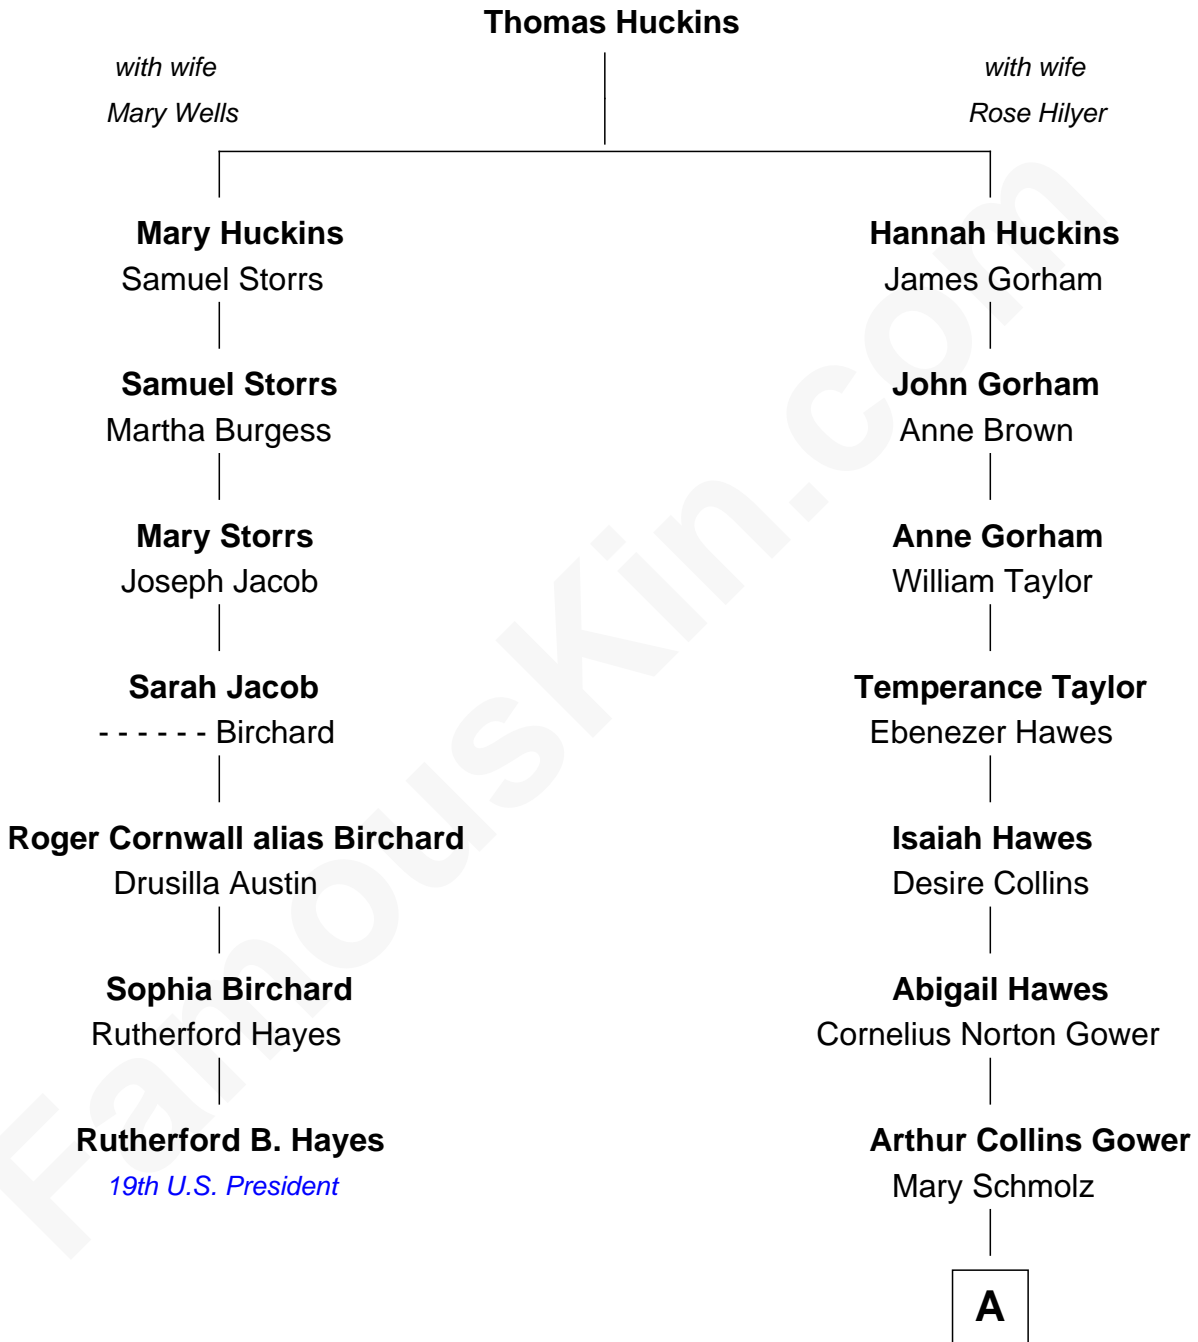 Thomas Huckins
with wife
Mary Wells
with wife
Rose Hilyer
Mary Huckins
Samuel Storrs
Hannah Huckins
James Gorham
Samuel Storrs
Martha Burgess
John Gorham
Anne Brown
Mary Storrs
Joseph Jacob
Anne Gorham
William Taylor
Sarah Jacob
- - - - - - Birchard
Temperance Taylor
Ebenezer Hawes
Roger Cornwall alias Birchard
Drusilla Austin
Isaiah Hawes
Desire Collins
Sophia Birchard
Rutherford Hayes
Abigail Hawes
Cornelius Norton Gower
Rutherford B. Hayes
19th U.S. President
Arthur Collins Gower
Mary Schmolz
A
FamousKin.com